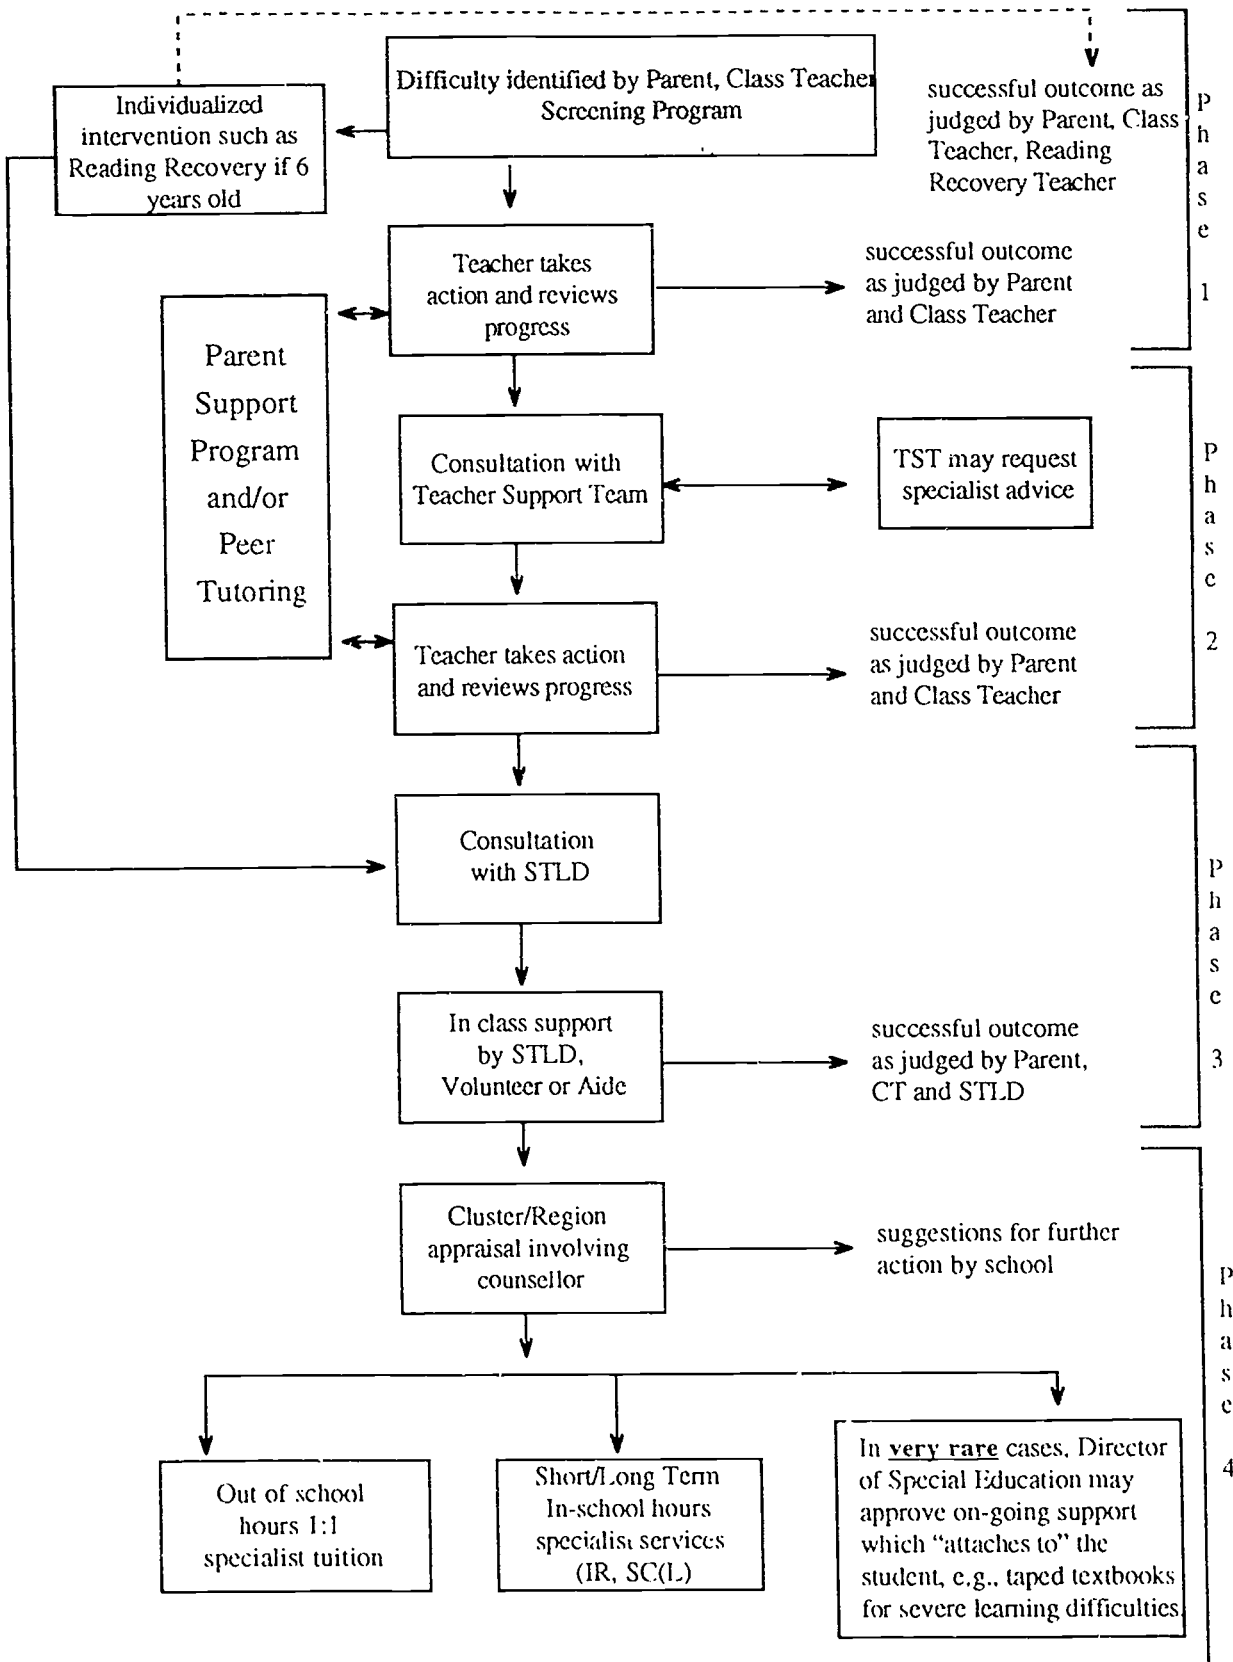 Difficulty identified by Parent, Class Teacher
Screening Program
Individualized
intervention such as
Reading Recovery if 6
years old
successful outcome as
judged by Parent, Class
Teacher, Reading
Recovery Teacher
Phase 1
Teacher takes
action and reviews
progress
successful outcome
as judged by Parent
and Class Teacher
Parent
Support
Program
and/or
Peer
Tutoring
Consultation with
Teacher Support Team
TST may request
specialist advice
Phase 2
Teacher takes action
and reviews progress
successful outcome
as judged by Parent
and Class Teacher
Consultation
with STLD
Phase 3
In class support
by STLD,
Volunteer or Aide
successful outcome
as judged by Parent,
CT and STLD
Cluster/Region
appraisal involving
counsellor
suggestions for further
action by school
Phase 4
Out of school
hours 1:1
specialist tuition
Short/Long Term
In-school hours
specialist services
(IR, SC(L)
In very rare cases, Director
of Special Education may
approve on-going support
which “attaches to” the
student, e.g., taped textbooks
for severe learning difficulties.